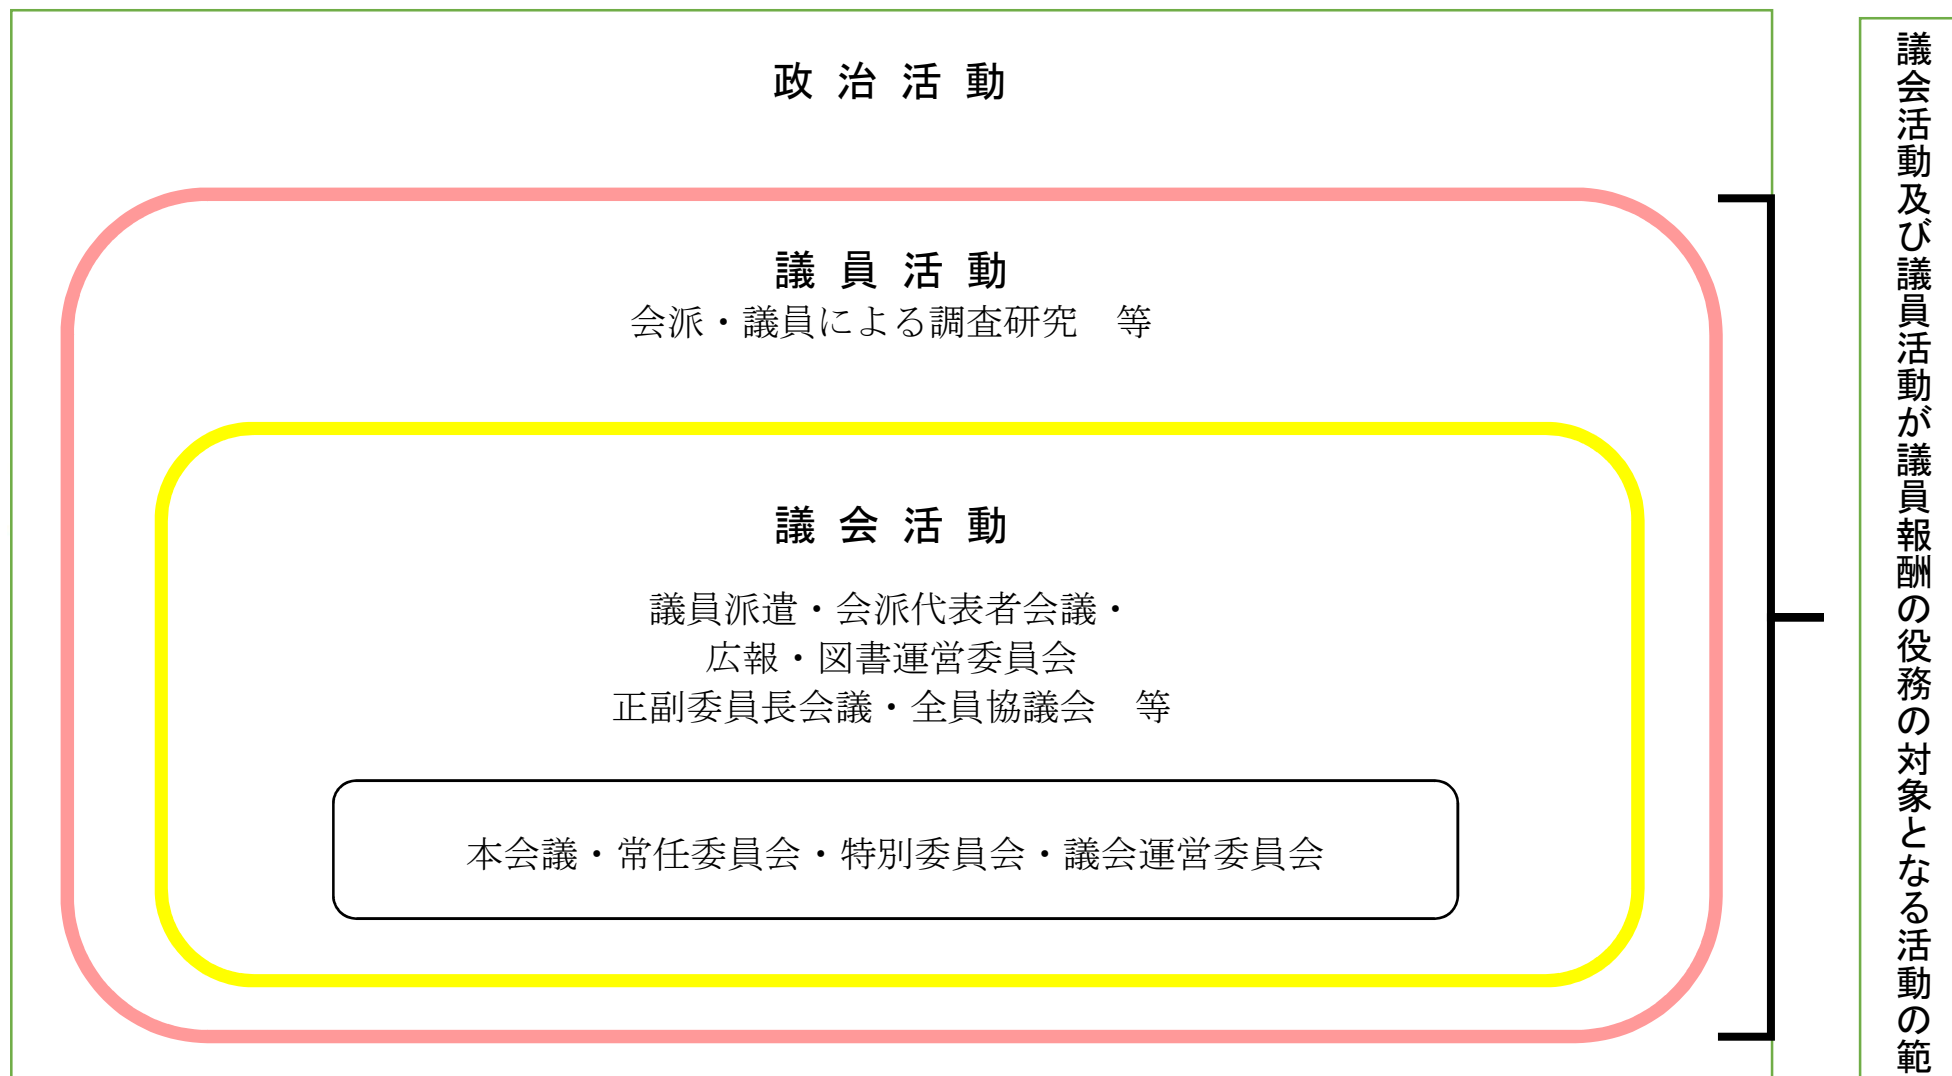 政治活動
議員活動
会派・議員による調査研究　等
議会活動
議員派遣・会派代表者会議・
広報・図書運営委員会
正副委員長会議・全員協議会　等
本会議・常任委員会・特別委員会・議会運営委員会
議会活動及び議員活動が議員報酬の役務の対象となる活動の範